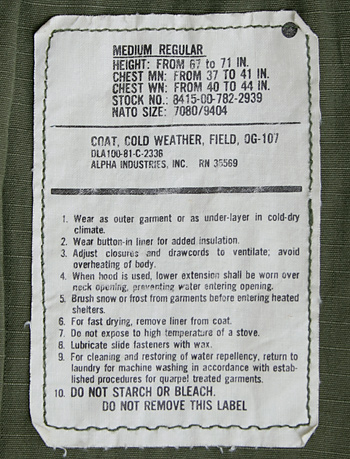 MEDIUM REGULAR
HEIGHT: FROM 67 to 71 IN.
CHEST MN: FROM 37 TO 41 IN.
CHEST WN: FROM 40 TO 44 IN.
STOCK NO.: 8415-00-782-2939
NATO SIZE: 7080/9404
COAT, COLD WEATHER, FIELD, OG-107
DLA100-81-C-2336
ALPHA INDUSTRIES, INC. RN 35569
1. Wear as outer garment or as under-layer in cold-dry
climate.
2. Wear button-in liner for added insulation.
3. Adjust closures and drawcords to ventilate; avoid
overheating of body.
4. When hood is used, lower extension shall be worn over
neck opening, preventing water entering opening.
5. Brush snow or frost from garments before entering heated
shelters.
6. For fast drying, remove liner from coat.
7. Do not expose to high temperature of a stove.
8. Lubricate slide fasteners with wax.
9. For cleaning and restoring of water repellency, return to
laundry for machine washing in accordance with estab-
lished procedures for quarpel treated garments.
10. DO NOT STARCH OR BLEACH.
DO NOT REMOVE THIS LABEL